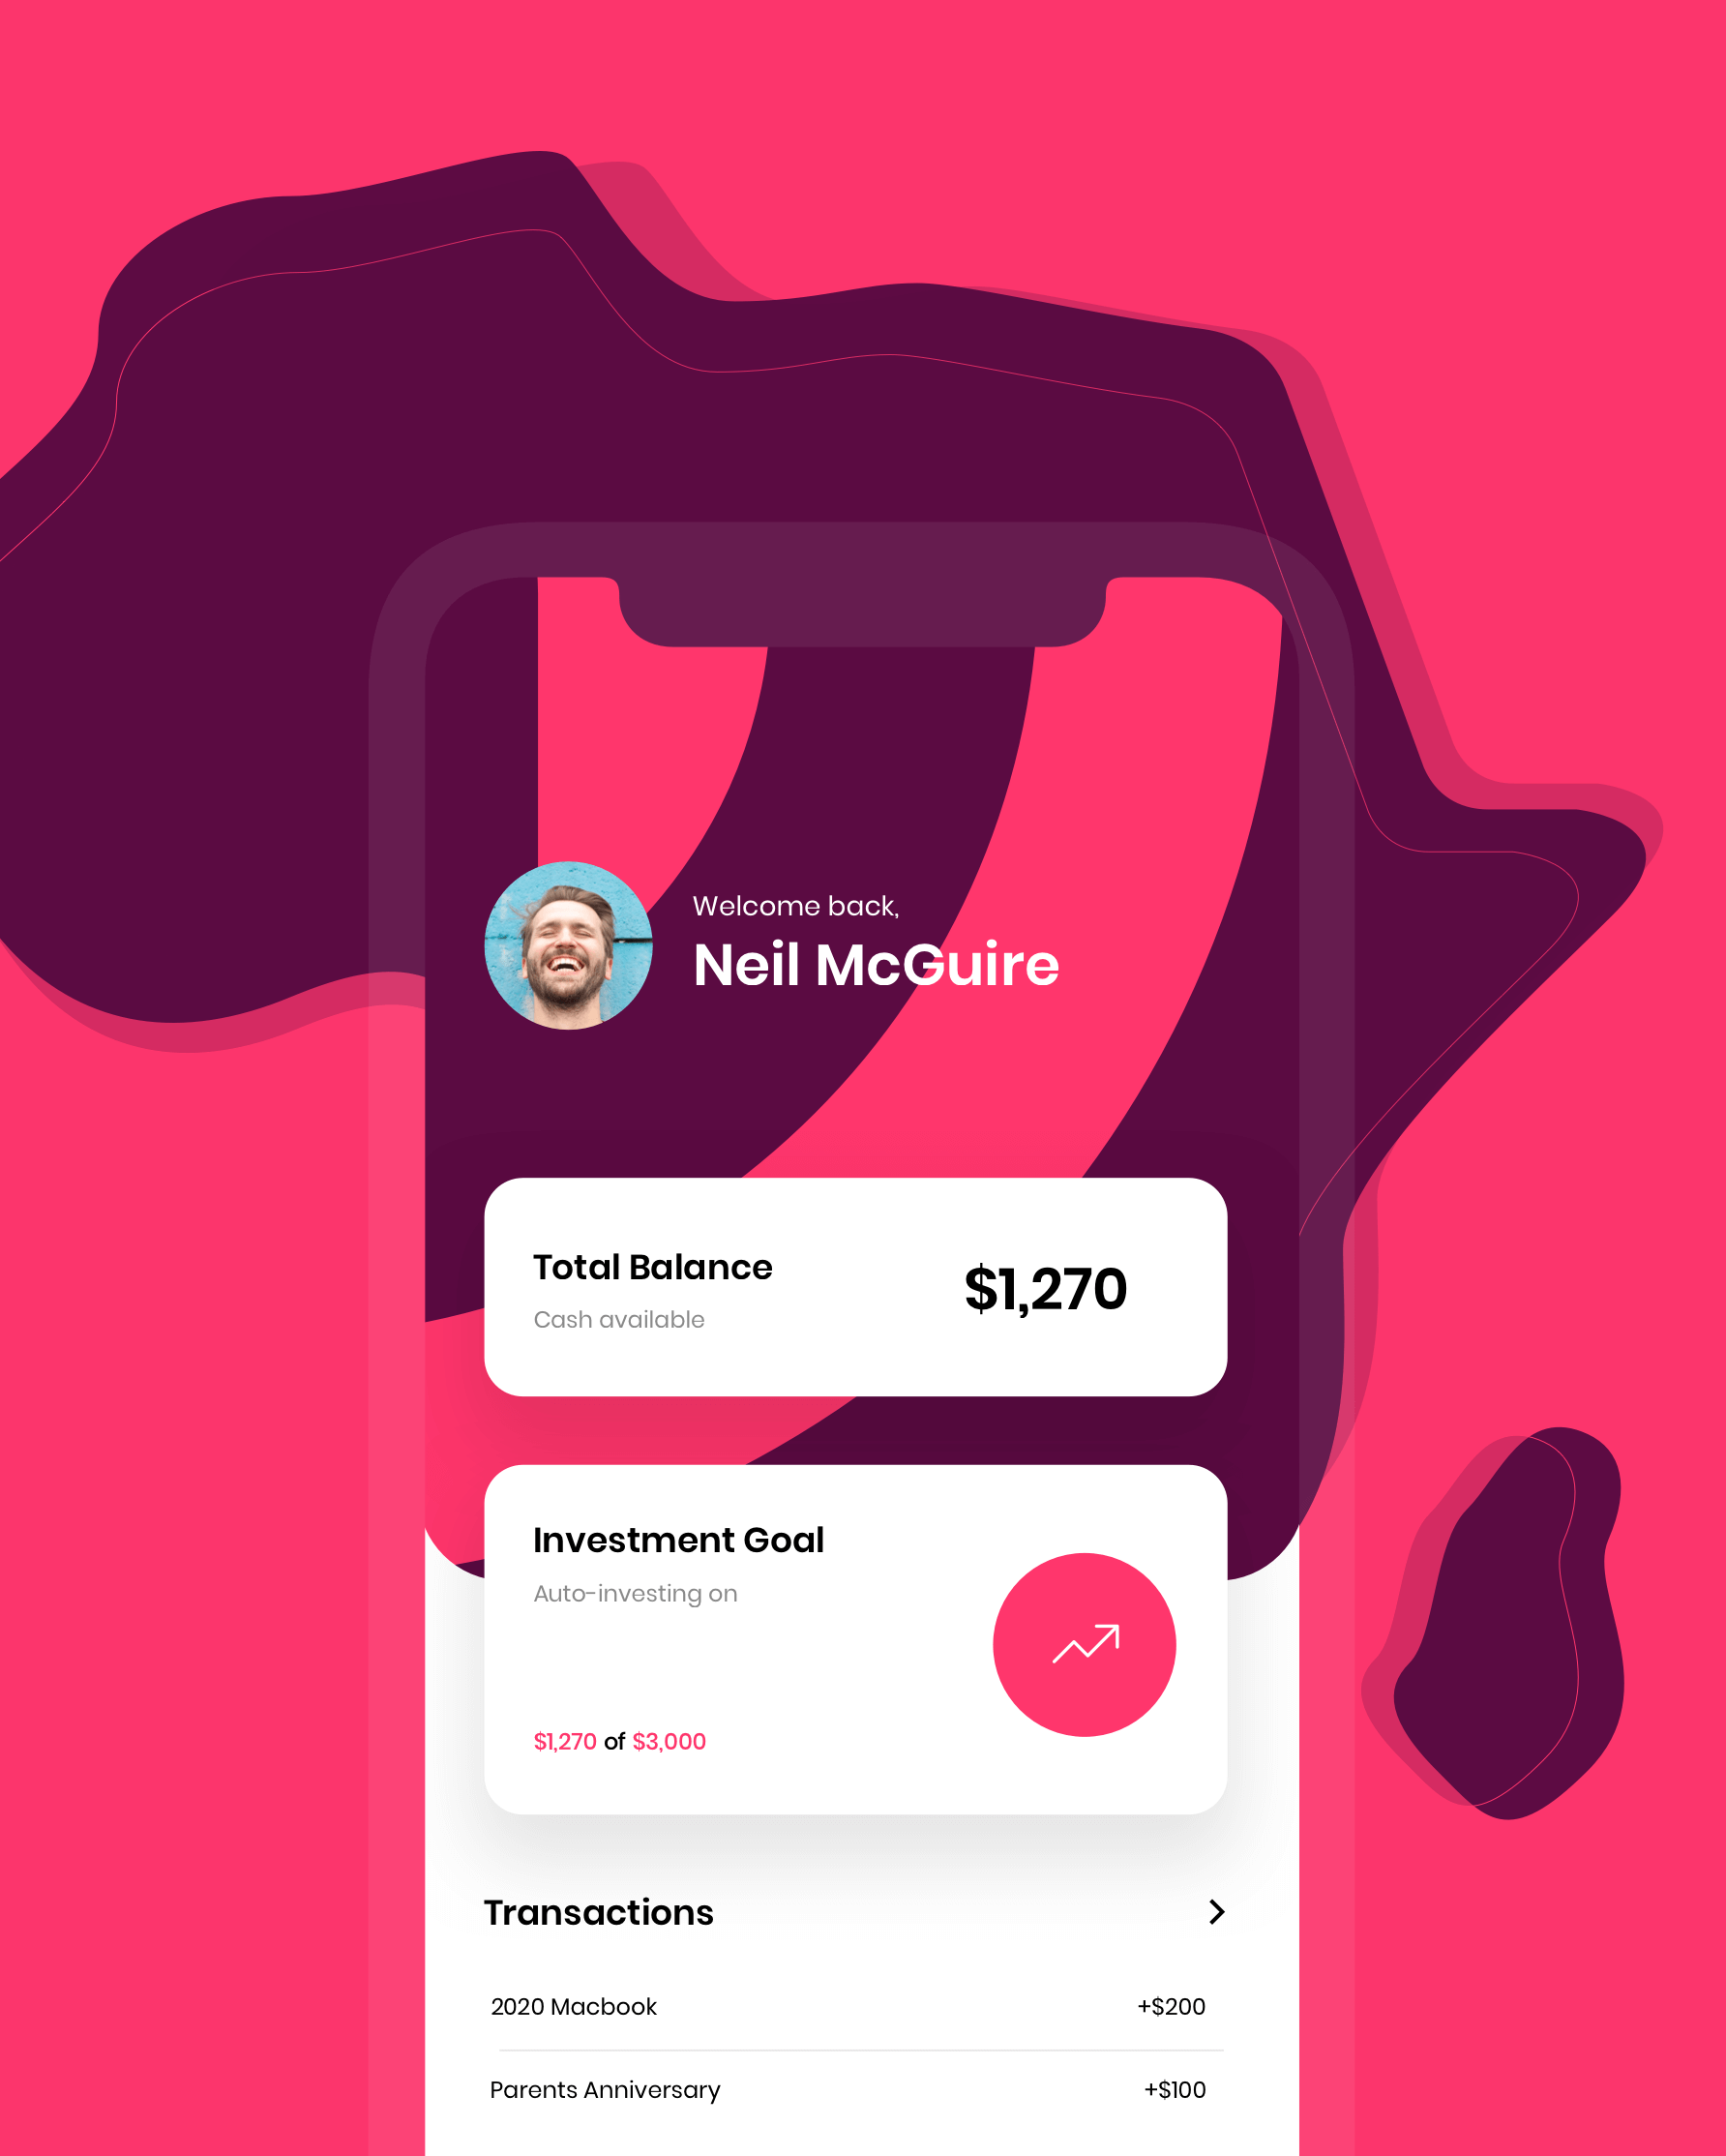 Welcome back,
Neil McGuire
Total Balance
Cash available
$1,270
Investment Goal
Auto-investing on
$1,270 of $3,000
Transactions
2020 Macbook +$200
Parents Anniversary +$100